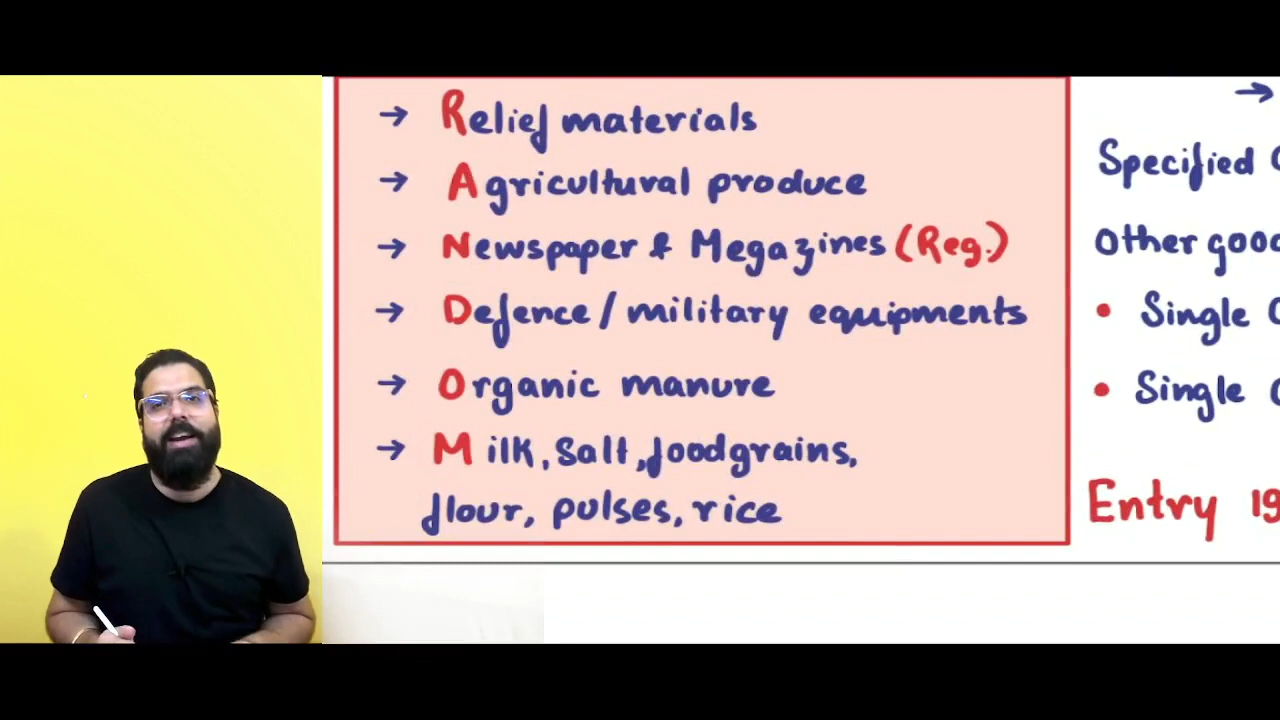 → Relief materials
→ Agricultural produce
→ Newspaper & Megazines (Reg.)
→ Defence / military equipments
→ Organic manure
→ Milk, Salt, foodgrains,
flour, pulses, rice
→
Specified
Other good
• Single
• Single
Entry 19